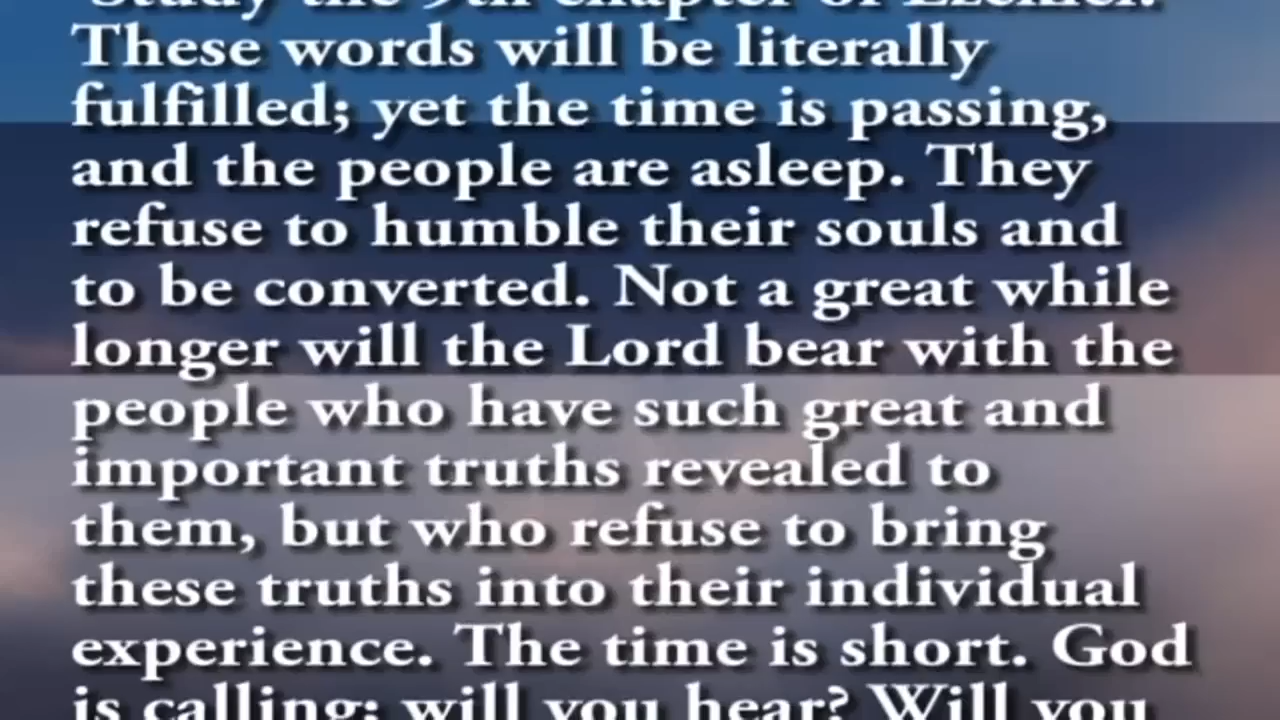 Study the 9th chapter of Ezekiel.
These words will be literally
fulfilled; yet the time is passing,
and the people are asleep. They
refuse to humble their souls and
to be converted. Not a great while
longer will the Lord bear with the
people who have such great and
important truths revealed to
them, but who refuse to bring
these truths into their individual
experience. The time is short. God
is calling; will you hear? Will you